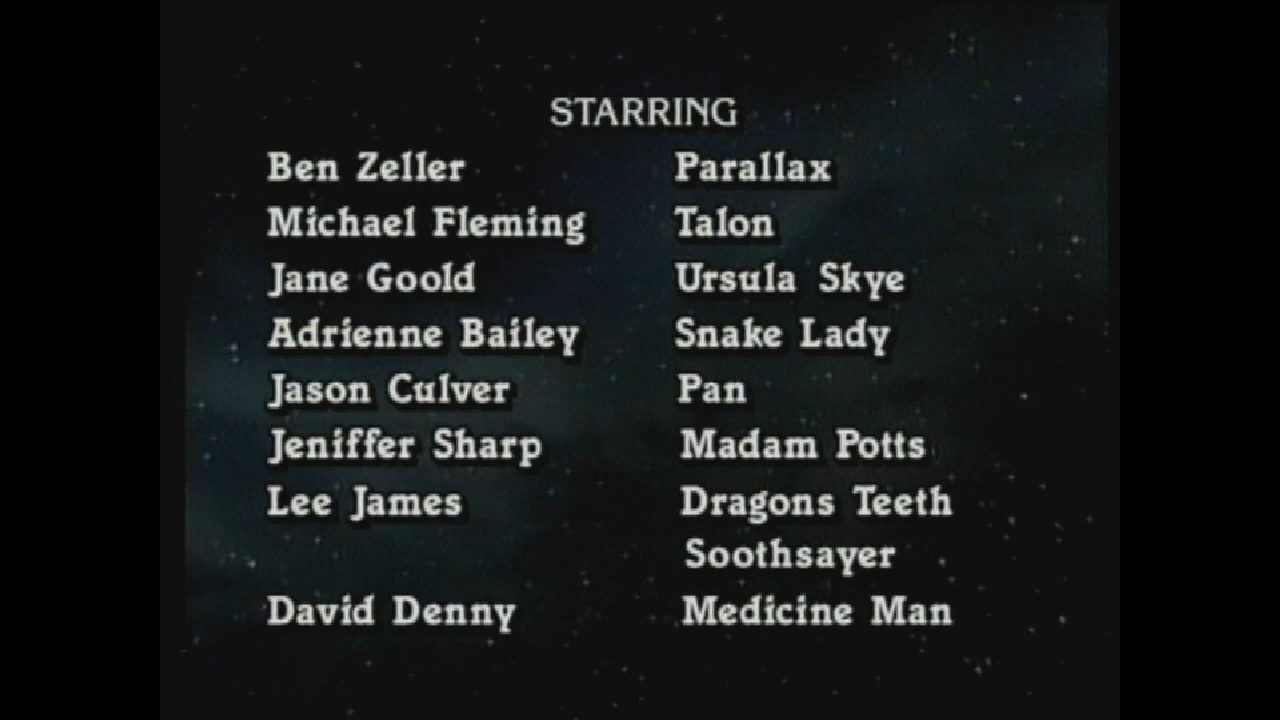 STARRING
Ben Zeller Parallax
Michael Fleming Talon
Jane Goold Ursula Skye
Adrienne Bailey Snake Lady
Jason Culver Pan
Jeniffer Sharp Madam Potts
Lee James Dragons Teeth
Soothsayer
David Denny Medicine Man